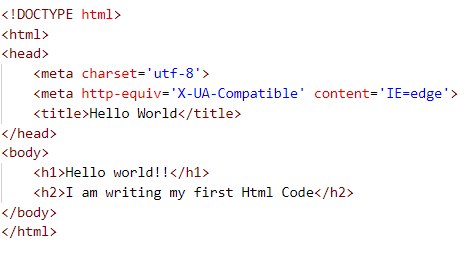 <!DOCTYPE html>
<html>
<head>
    <meta charset='utf-8'>
    <meta http-equiv='X-UA-Compatible' content='IE=edge'>
    <title>Hello World</title>
</head>
<body>
    <h1>Hello world!!</h1>
    <h2>I am writing my first Html Code</h2>
</body>
</html>